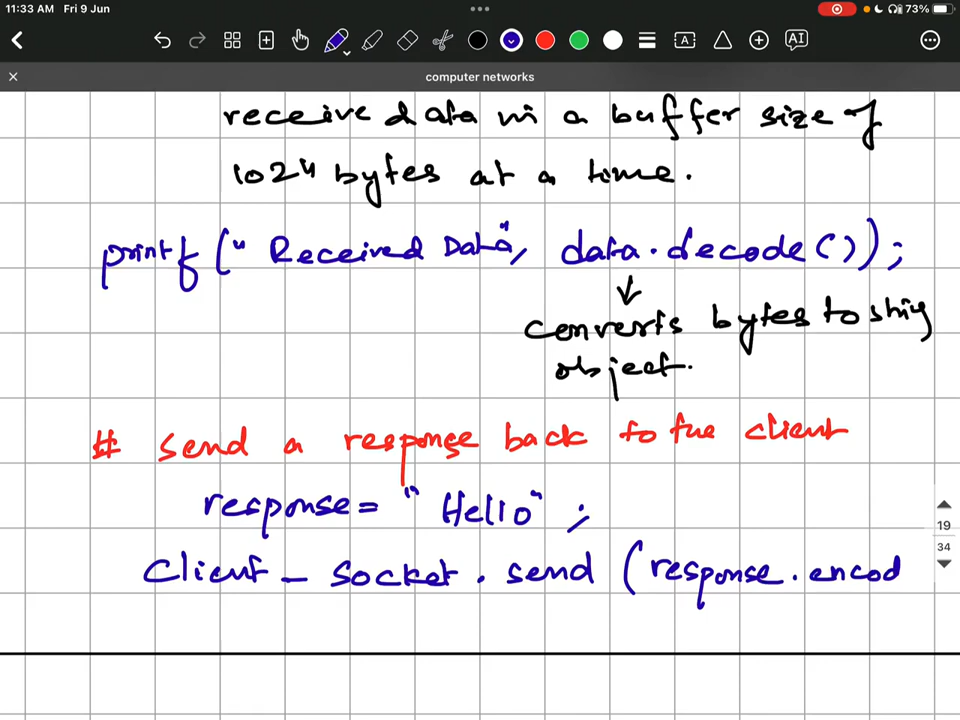 11:33 AM Fri 9 Jun
73%
computer networks
receive data in a buffer size of
1024 bytes at a time.
printf (" Received Data", data.decode());
converts bytes to string
object.
# send a response back to the client
response = "Hello" ;
Client _ socket . send (response . encod
19
34